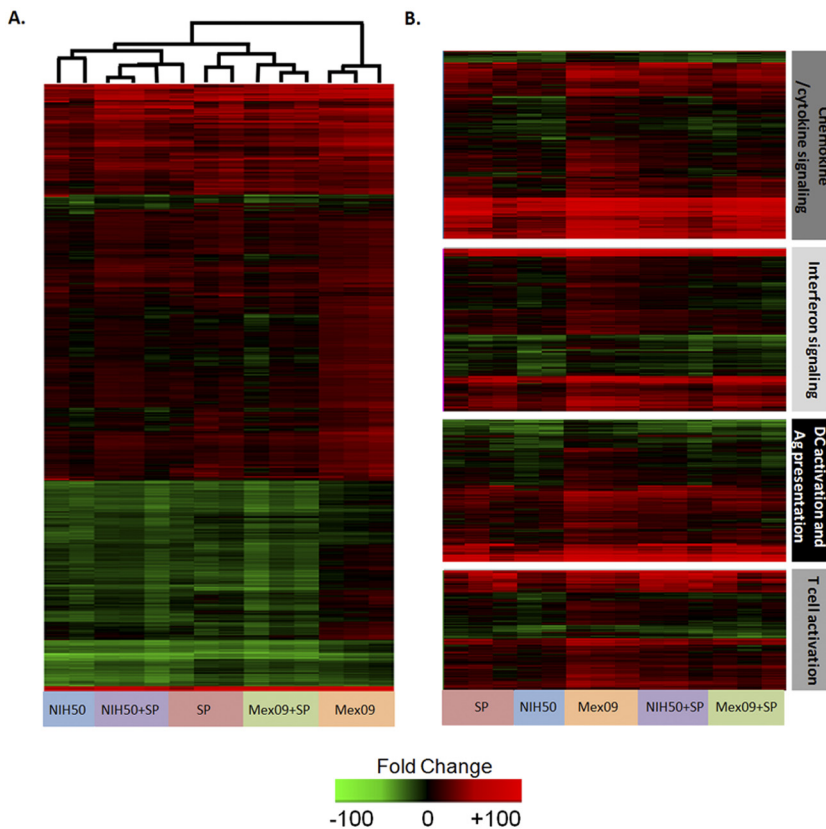 A.
B.
Chemokine
/cytokine signaling
Interferon signaling
DC activation and
Ag presentation
T cell activation
NIH50 NIH50+SP SP Mex09+SP Mex09
SP NIH50 Mex09 NIH50+SP Mex09+SP
Fold Change
-100 0 +100